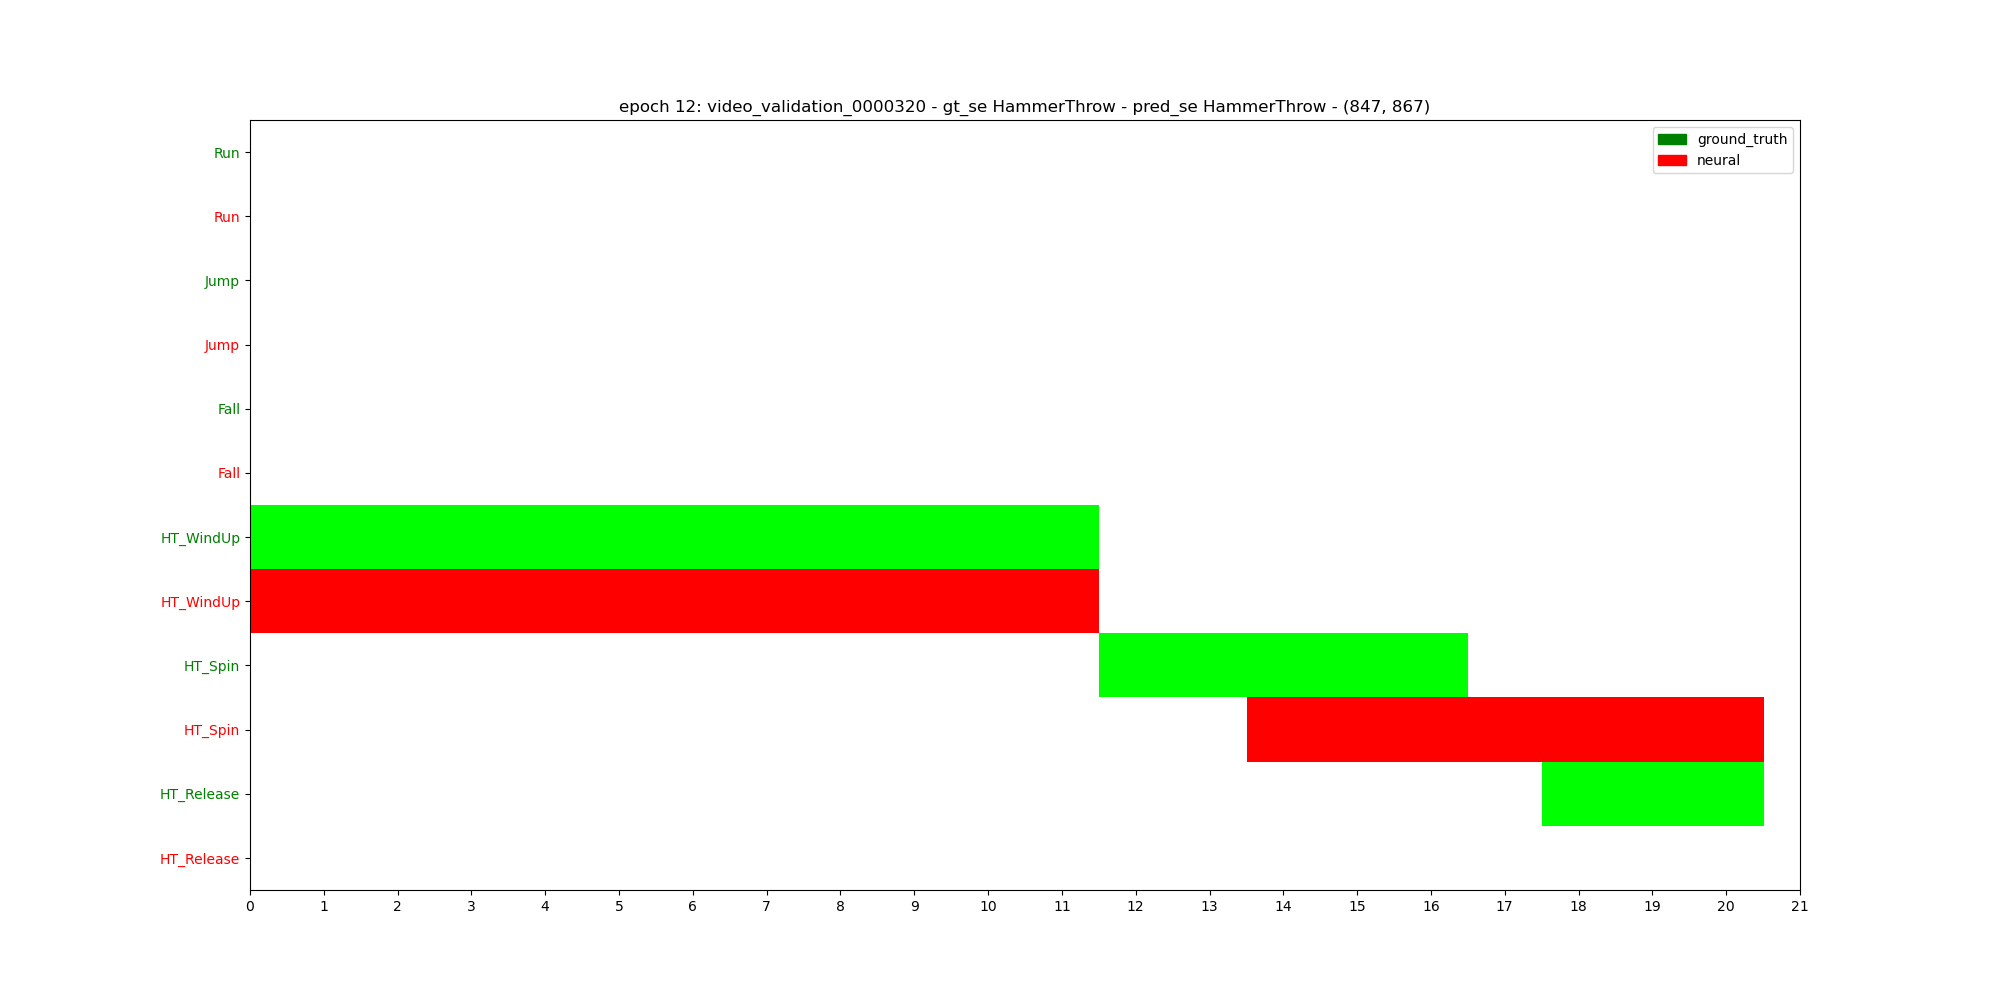 epoch 12: video_validation_0000320 - gt_se HammerThrow - pred_se HammerThrow - (847, 867)
ground_truth
neural
Run
Run
Jump
Jump
Fall
Fall
HT_WindUp
HT_WindUp
HT_Spin
HT_Spin
HT_Release
HT_Release
0 1 2 3 4 5 6 7 8 9 10 11 12 13 14 15 16 17 18 19 20 21